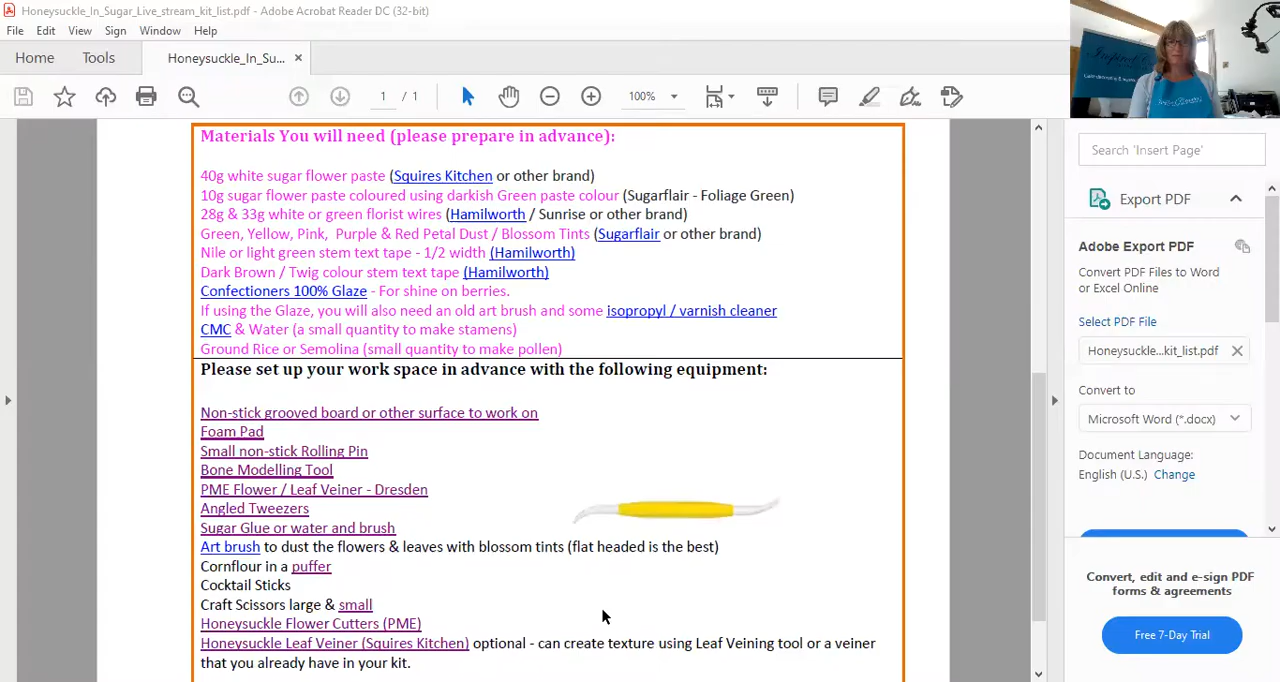 Honeysuckle_In_Sugar_Live_stream_kit_list.pdf - Adobe Acrobat Reader DC (32-bit)
File Edit View Sign Window Help
Home Tools Honeysuckle_In_Su... ×
1 / 1 100%
Materials You will need (please prepare in advance):
40g white sugar flower paste (Squires Kitchen or other brand)
10g sugar flower paste coloured using darkish Green paste colour (Sugarflair - Foliage Green)
28g & 33g white or green florist wires (Hamilworth / Sunrise or other brand)
Green, Yellow, Pink, Purple & Red Petal Dust / Blossom Tints (Sugarflair or other brand)
Nile or light green stem text tape - 1/2 width (Hamilworth)
Dark Brown / Twig colour stem text tape (Hamilworth)
Confectioners 100% Glaze - For shine on berries.
If using the Glaze, you will also need an old art brush and some isopropyl / varnish cleaner
CMC & Water (a small quantity to make stamens)
Ground Rice or Semolina (small quantity to make pollen)
Please set up your work space in advance with the following equipment:
Non-stick grooved board or other surface to work on
Foam Pad
Small non-stick Rolling Pin
Bone Modelling Tool
PME Flower / Leaf Veiner - Dresden
Angled Tweezers
Sugar Glue or water and brush
Art brush to dust the flowers & leaves with blossom tints (flat headed is the best)
Cornflour in a puffer
Cocktail Sticks
Craft Scissors large & small
Honeysuckle Flower Cutters (PME)
Honeysuckle Leaf Veiner (Squires Kitchen) optional - can create texture using Leaf Veining tool or a veiner
that you already have in your kit.
Search 'Insert Page'
Export PDF
Adobe Export PDF
Convert PDF Files to Word
or Excel Online
Select PDF File
Honeysuckle...kit_list.pdf
Convert to
Microsoft Word (*.docx)
Document Language:
English (U.S.) Change
Convert, edit and e-sign PDF
forms & agreements
Free 7-Day Trial